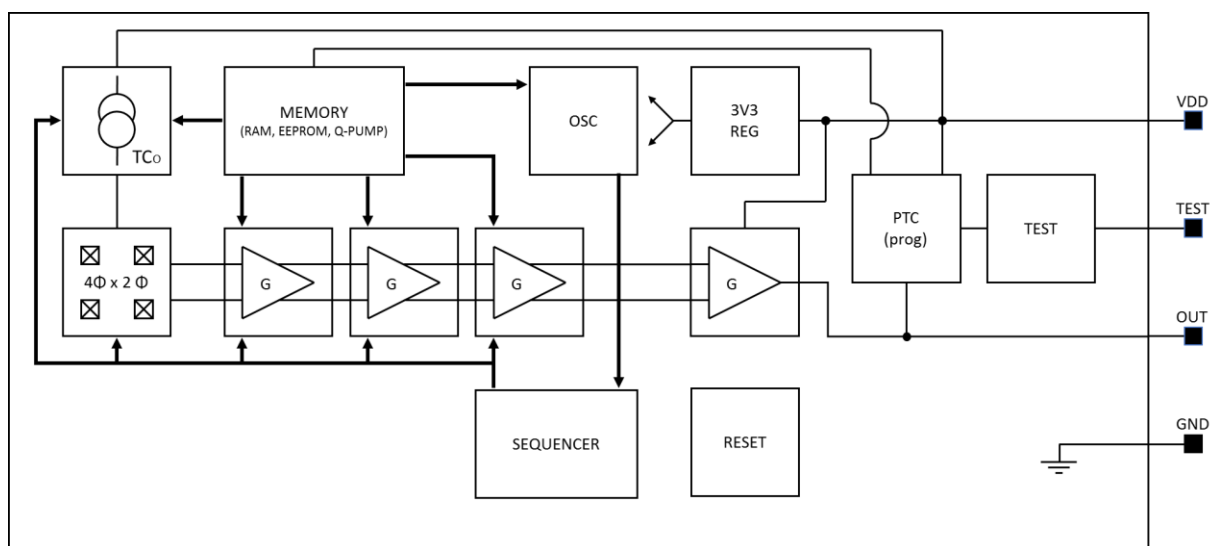 MEMORY
(RAM, EEPROM, Q-PUMP)
TCO
OSC
3V3
REG
VDD
PTC
(prog)
TEST
TEST
4Φ x 2 Φ
G
G
G
G
OUT
SEQUENCER
RESET
GND